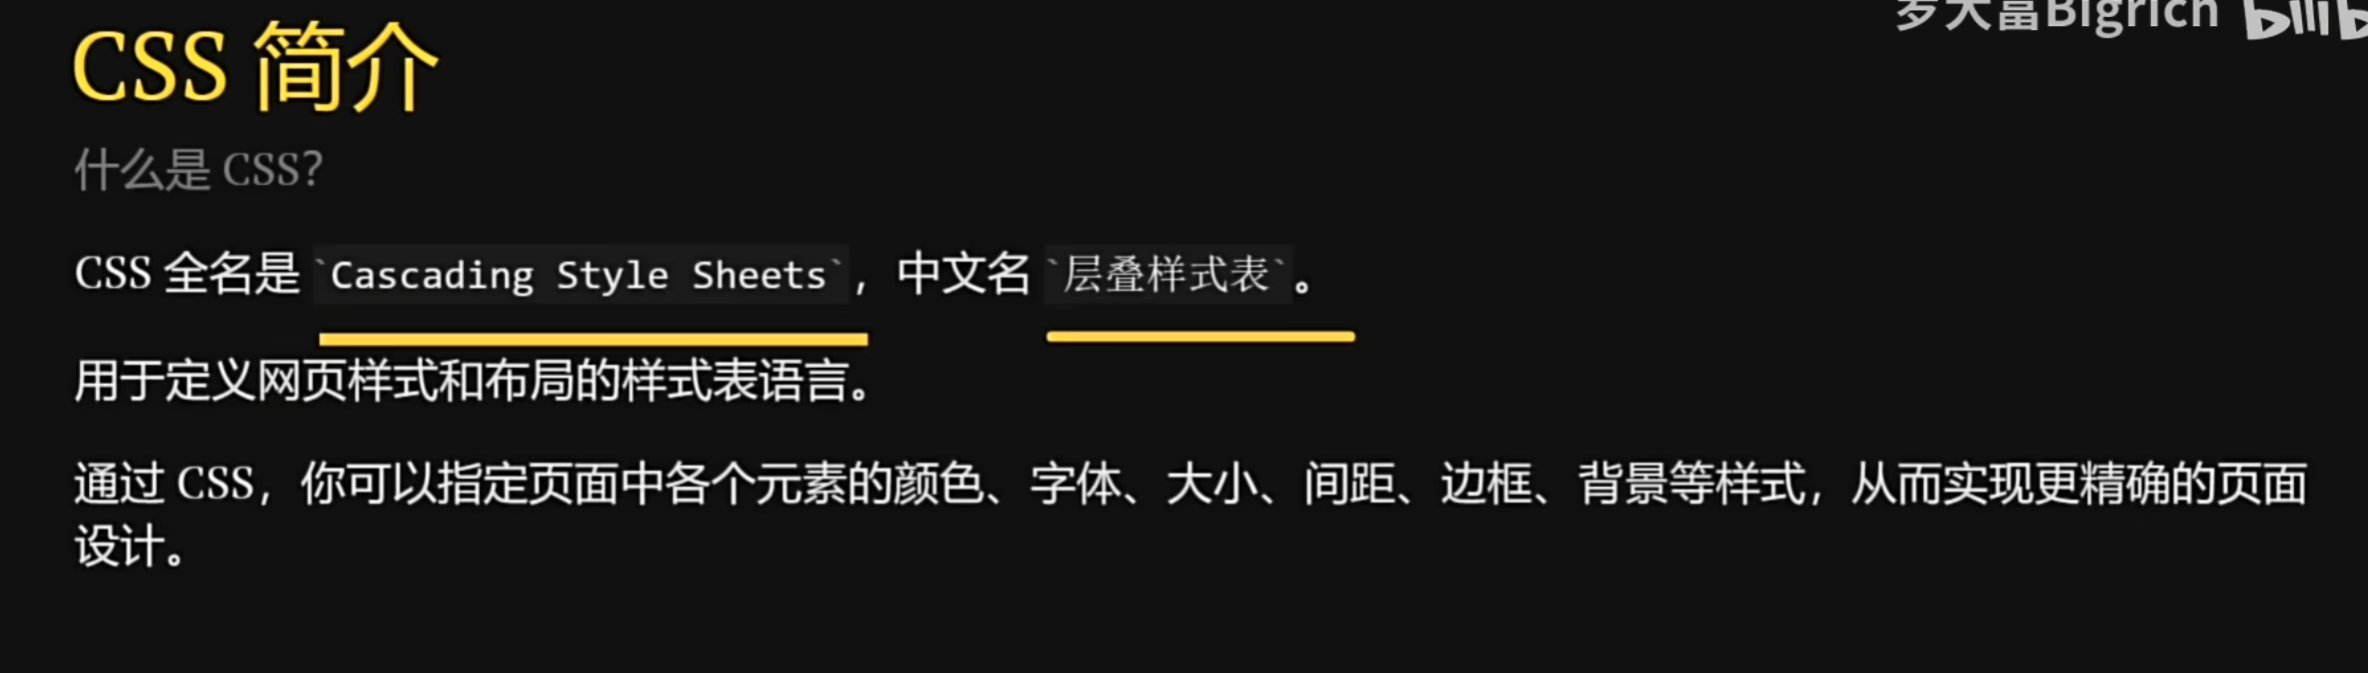 罗大富Bigrich bilib
CSS 简介
什么是 CSS?
CSS 全名是 `Cascading Style Sheets`，中文名 `层叠样式表`。
用于定义网页样式和布局的样式表语言。
通过 CSS，你可以指定页面中各个元素的颜色、字体、大小、间距、边框、背景等样式，从而实现更精确的页面
设计。